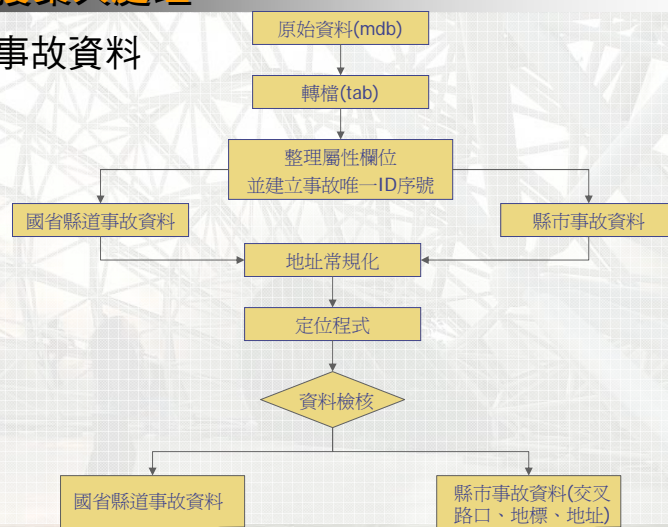 事故資料
原始資料(mdb)
轉檔(tab)
整理屬性欄位
並建立事故唯一ID序號
國省縣道事故資料
縣市事故資料
地址常規化
定位程式
資料檢核
國省縣道事故資料
縣市事故資料(交叉
路口、地標、地址)